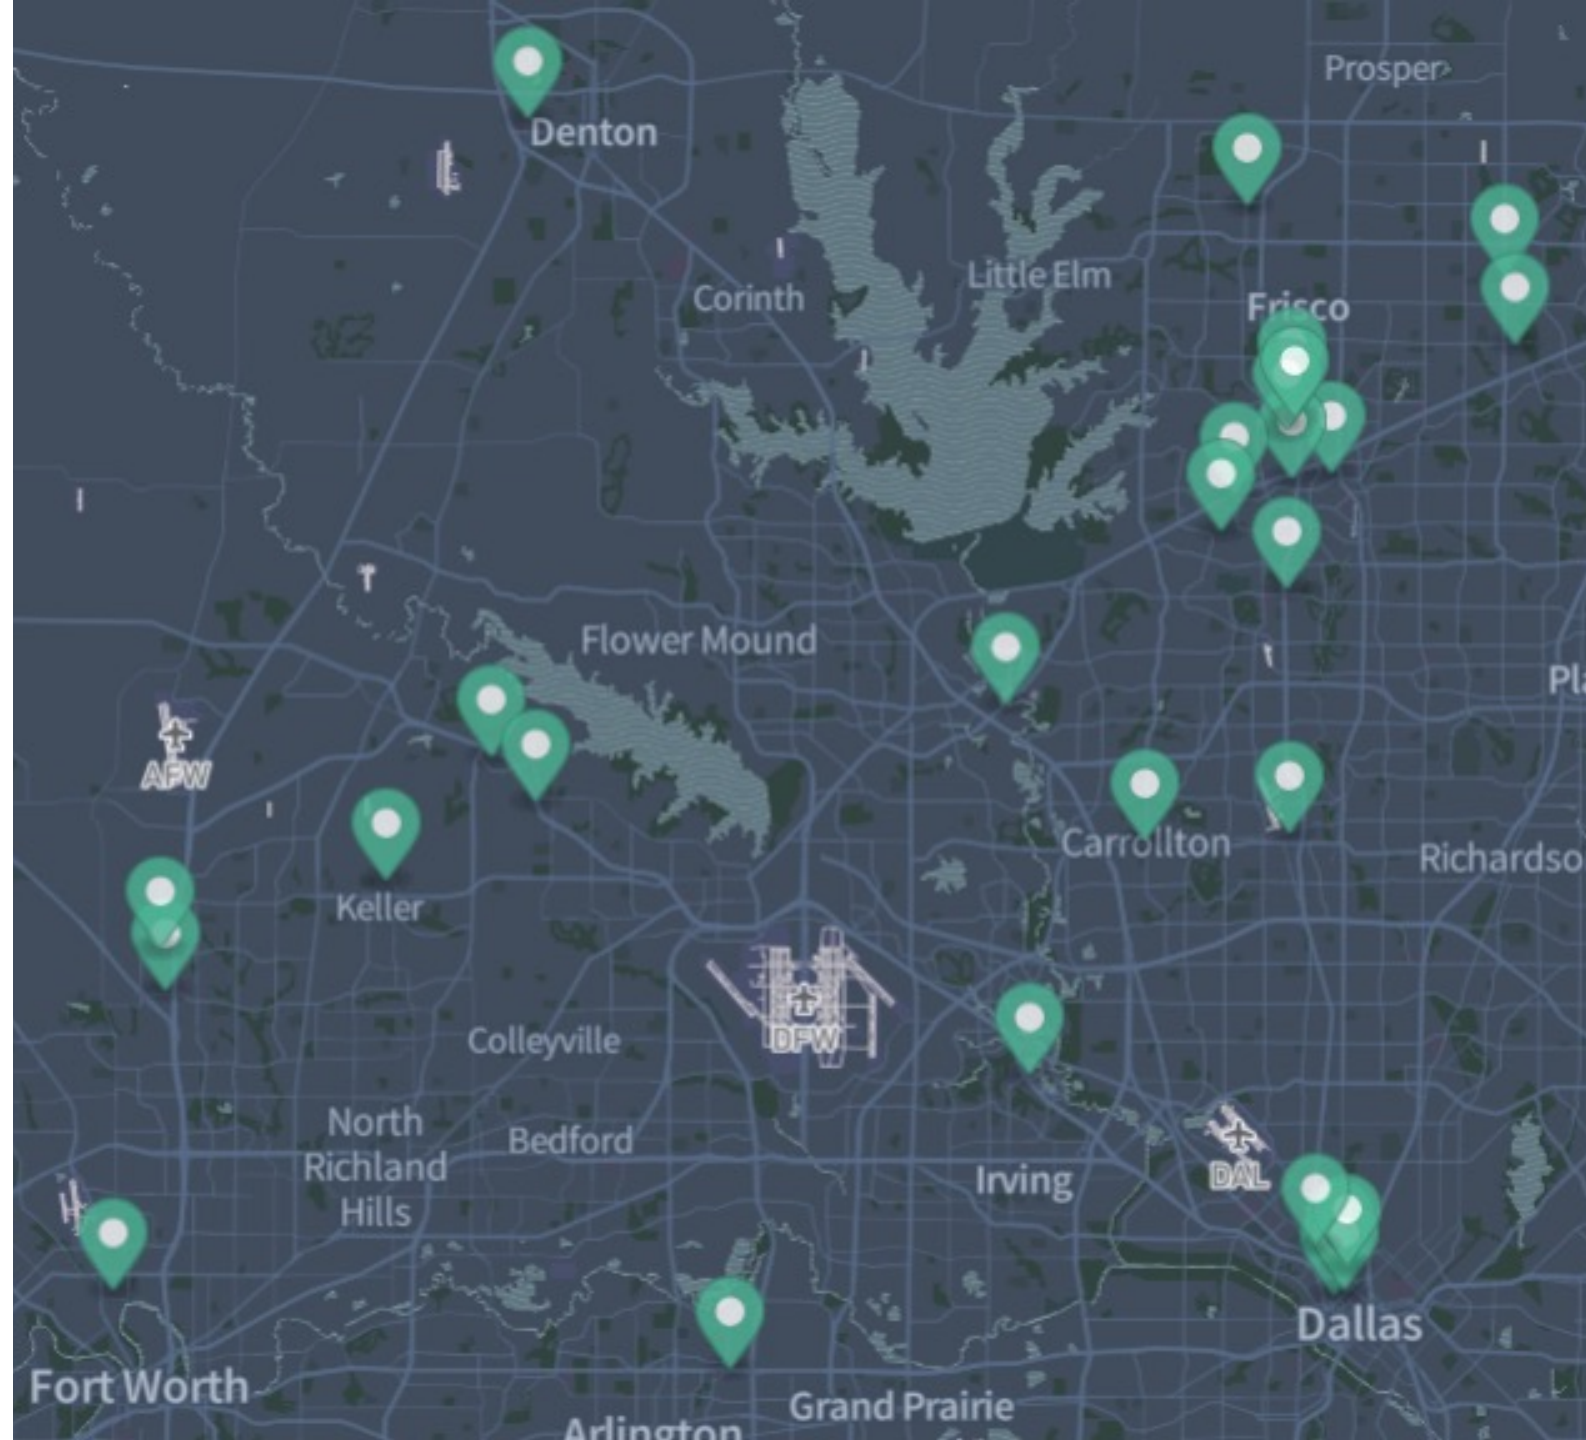 Prosper
Denton
Little Elm
Corinth
Frisco
Flower Mound
Pla
AFW
Carrollton
Richardso
Keller
DFW
Colleyville
North
Richland
Hills
Bedford
Irving
DAL
Dallas
Fort Worth
Grand Prairie
Arlington